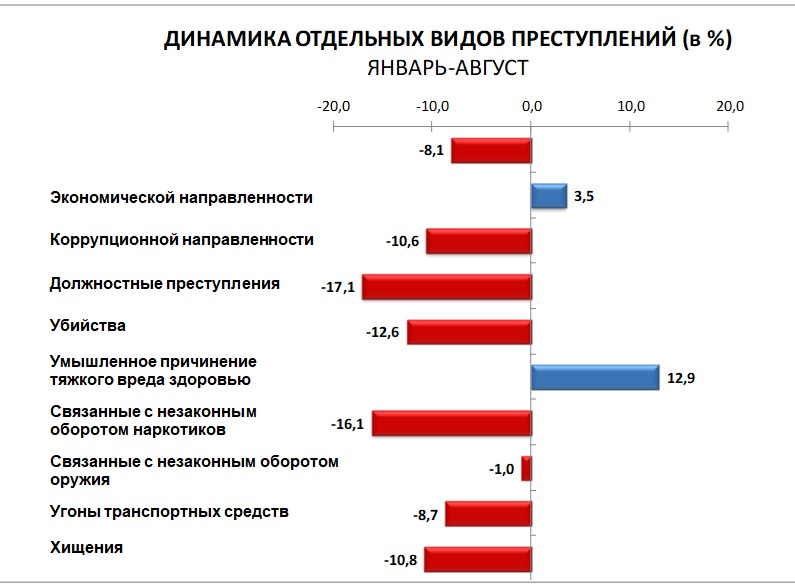 ДИНАМИКА ОТДЕЛЬНЫХ ВИДОВ ПРЕСТУПЛЕНИЙ (в %)
ЯНВАРЬ-АВГУСТ
-20,0 -10,0 0,0 10,0 20,0
-8,1
Экономической направленности 3,5
Коррупционной направленности -10,6
Должностные преступления -17,1
Убийства -12,6
Умышленное причинение
тяжкого вреда здоровью 12,9
Связанные с незаконным
оборотом наркотиков -16,1
Связанные с незаконным оборотом
оружия -1,0
Угоны транспортных средств -8,7
Хищения -10,8